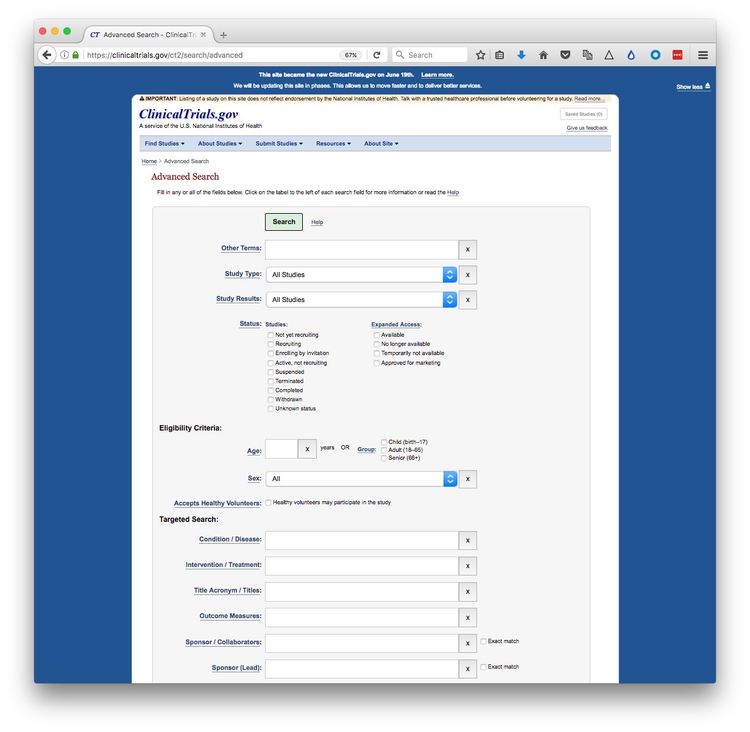 CT Advanced Search - ClinicalTr
https://clinicaltrials.gov/ct2/search/advanced 67% Search
This site became the new ClinicalTrials.gov on June 19th. Learn more.
We will be updating this site in phases. This allows us to move faster and to deliver better services.
Show less
IMPORTANT: Listing of a study on this site does not reflect endorsement by the National Institutes of Health. Talk with a trusted healthcare professional before volunteering for a study. Read more...
ClinicalTrials.gov
Saved Studies (0)
A service of the U.S. National Institutes of Health
Give us feedback
Find Studies About Studies Submit Studies Resources About Site
Home > Advanced Search
Advanced Search
Fill in any or all of the fields below. Click on the label to the left of each search field for more information or read the Help
Search Help
Other Terms: x
Study Type: All Studies x
Study Results: All Studies x
Status: Studies: Expanded Access:
Not yet recruiting Available
Recruiting No longer available
Enrolling by invitation Temporarily not available
Active, not recruiting Approved for marketing
Suspended
Terminated
Completed
Withdrawn
Unknown status
Eligibility Criteria:
Age: x years OR Group: Child (birth–17)
Adult (18–65)
Senior (66+)
Sex: All x
Accepts Healthy Volunteers: Healthy volunteers may participate in the study
Targeted Search:
Condition / Disease: x
Intervention / Treatment: x
Title Acronym / Titles: x
Outcome Measures: x
Sponsor / Collaborators: x Exact match
Sponsor (Lead): x Exact match